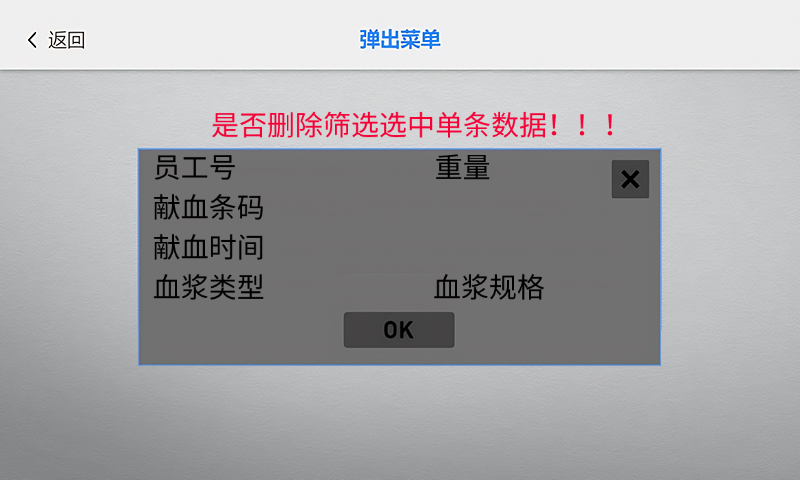 返回
弹出菜单
是否删除筛选选中单条数据！！！
员工号 重量
献血条码
献血时间
血浆类型 血浆规格
OK